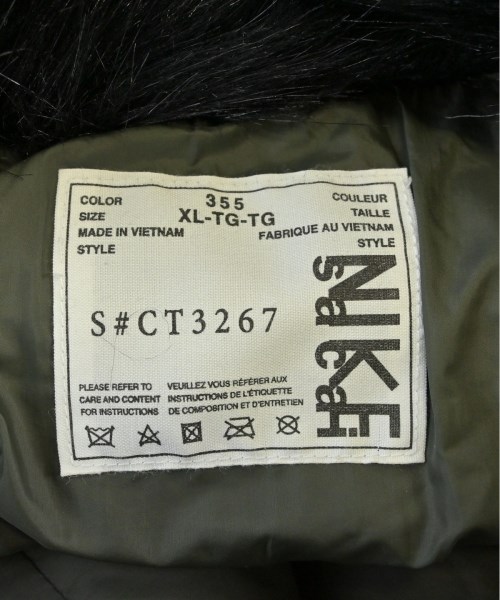 COLOR 355 COULEUR
SIZE XL-TG-TG TAILLE
MADE IN VIETNAM FABRIQUE AU VIETNAM
STYLE STYLE
S#CT3267
NIKE
sacai
PLEASE REFER TO
CARE AND CONTENT
FOR INSTRUCTIONS
VEUILLEZ VOUS RÉFÉRER AUX
INSTRUCTIONS DE L'ÉTIQUETTE
DE COMPOSITION ET D'ENTRETIEN